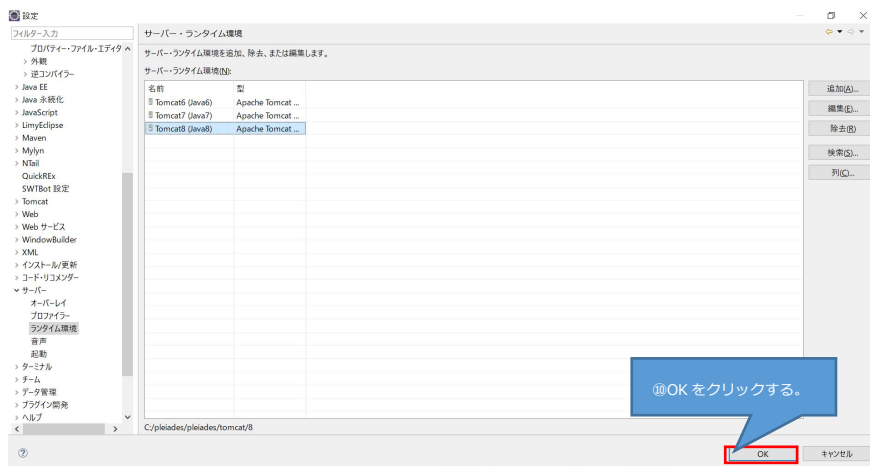 設定
フィルター入力
プロパティー・ファイル・エディタ
外観
逆コンパイラー
Java EE
Java 永続化
JavaScript
LimyEclipse
Maven
Mylyn
NTail
QuickREx
SWTBot 設定
Tomcat
Web
Web サービス
WindowBuilder
XML
インストール/更新
コード・リコメンダー
サーバー
オーバーレイ
プロファイラー
ランタイム環境
音声
起動
ターミナル
チーム
データ管理
プラグイン開発
ヘルプ
サーバー・ランタイム環境
サーバー・ランタイム環境を追加、除去、または編集します。
サーバー・ランタイム環境(N):
名前 型
Tomcat6 (Java6) Apache Tomcat ...
Tomcat7 (Java7) Apache Tomcat ...
Tomcat8 (Java8) Apache Tomcat ...
追加(A)...
編集(E)...
除去(R)
検索(S)...
列(C)...
C:/pleiades/pleiades/tomcat/8
⑩OK をクリックする。
OK キャンセル